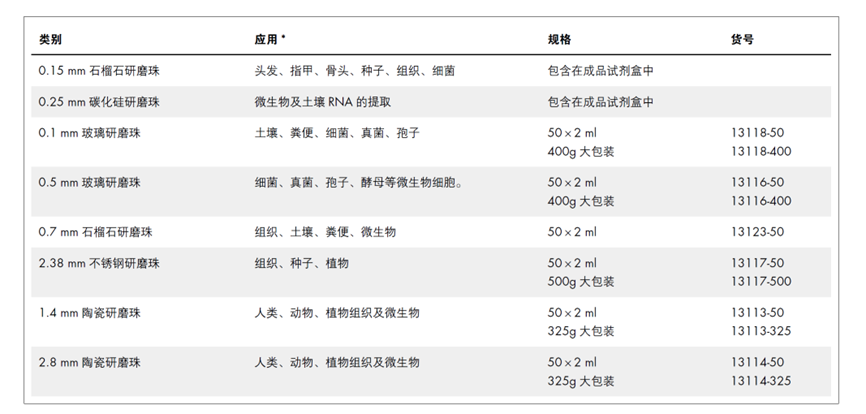 类别 应用* 规格 货号
0.15 mm 石榴石研磨珠 头发、指甲、骨头、种子、组织、细菌 包含在成品试剂盒中
0.25 mm 碳化硅研磨珠 微生物及土壤 RNA 的提取 包含在成品试剂盒中
0.1 mm 玻璃研磨珠 土壤、粪便、细菌、真菌、孢子 50 × 2 ml 13118-50
400g 大包装 13118-400
0.5 mm 玻璃研磨珠 细菌、真菌、孢子、酵母等微生物细胞。 50 × 2 ml 13116-50
400g 大包装 13116-400
0.7 mm 石榴石研磨珠 组织、土壤、粪便、微生物 50 × 2 ml 13123-50
2.38 mm 不锈钢研磨珠 组织、种子、植物 50 × 2 ml 13117-50
500g 大包装 13117-500
1.4 mm 陶瓷研磨珠 人类、动物、植物组织及微生物 50 × 2 ml 13113-50
325g 大包装 13113-325
2.8 mm 陶瓷研磨珠 人类、动物、植物组织及微生物 50 × 2 ml 13114-50
325g 大包装 13114-325